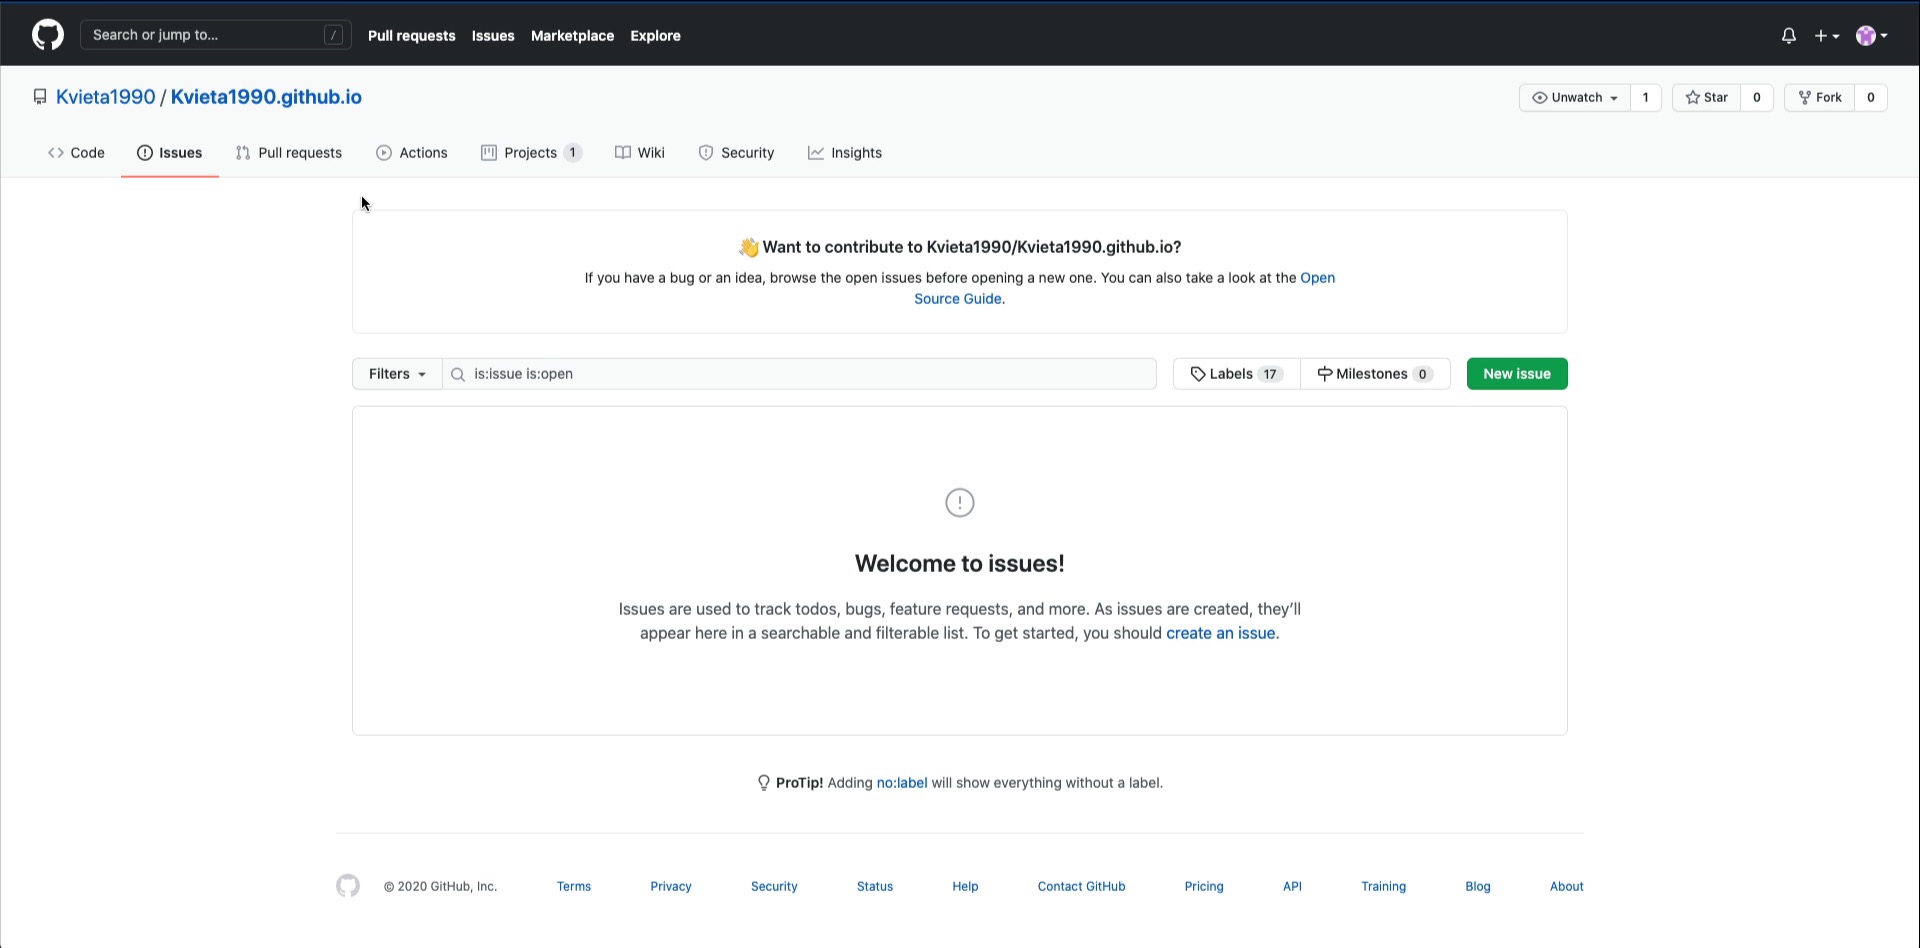 Search or jump to... /
Pull requests Issues Marketplace Explore
Kvieta1990 / Kvieta1990.github.io
Unwatch 1 Star 0 Fork 0
Code Issues Pull requests Actions Projects 1 Wiki Security Insights
👋 Want to contribute to Kvieta1990/Kvieta1990.github.io?
If you have a bug or an idea, browse the open issues before opening a new one. You can also take a look at the Open
Source Guide.
Filters is:issue is:open Labels 17 Milestones 0 New issue
Welcome to issues!
Issues are used to track todos, bugs, feature requests, and more. As issues are created, they’ll
appear here in a searchable and filterable list. To get started, you should create an issue.
ProTip! Adding no:label will show everything without a label.
© 2020 GitHub, Inc. Terms Privacy Security Status Help Contact GitHub Pricing API Training Blog About